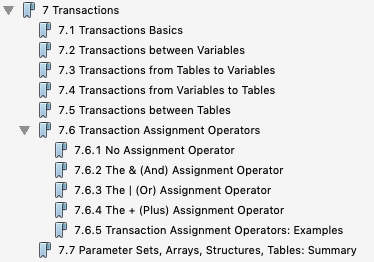 7 Transactions
7.1 Transactions Basics
7.2 Transactions between Variables
7.3 Transactions from Tables to Variables
7.4 Transactions from Variables to Tables
7.5 Transactions between Tables
7.6 Transaction Assignment Operators
7.6.1 No Assignment Operator
7.6.2 The & (And) Assignment Operator
7.6.3 The | (Or) Assignment Operator
7.6.4 The + (Plus) Assignment Operator
7.6.5 Transaction Assignment Operators: Examples
7.7 Parameter Sets, Arrays, Structures, Tables: Summary